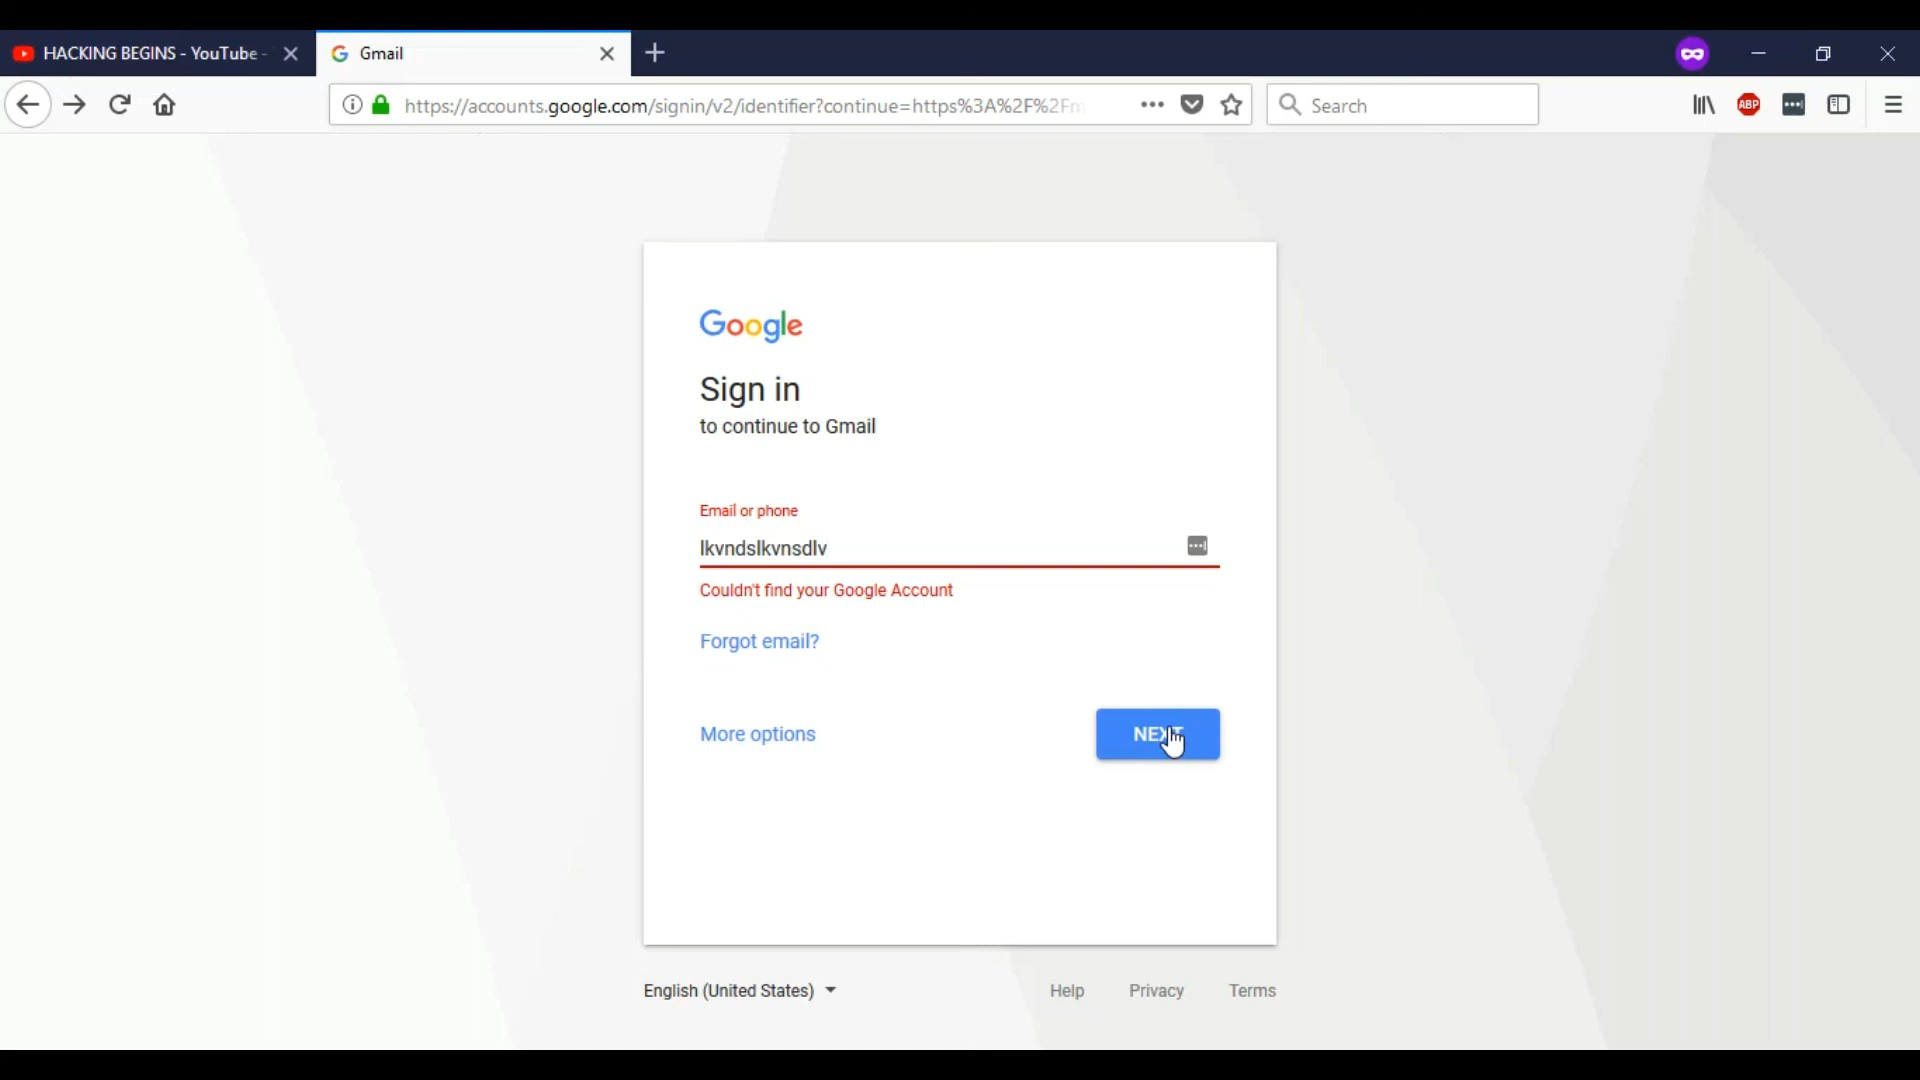 HACKING BEGINS - YouTube -
Gmail
https://accounts.google.com/signin/v2/identifier?continue=https%3A%2F%2Fm
Search
ABP
Google
Sign in
to continue to Gmail
Email or phone
lkvndslkvnsdlv
Couldn't find your Google Account
Forgot email?
More options
NEXT
English (United States)
Help
Privacy
Terms